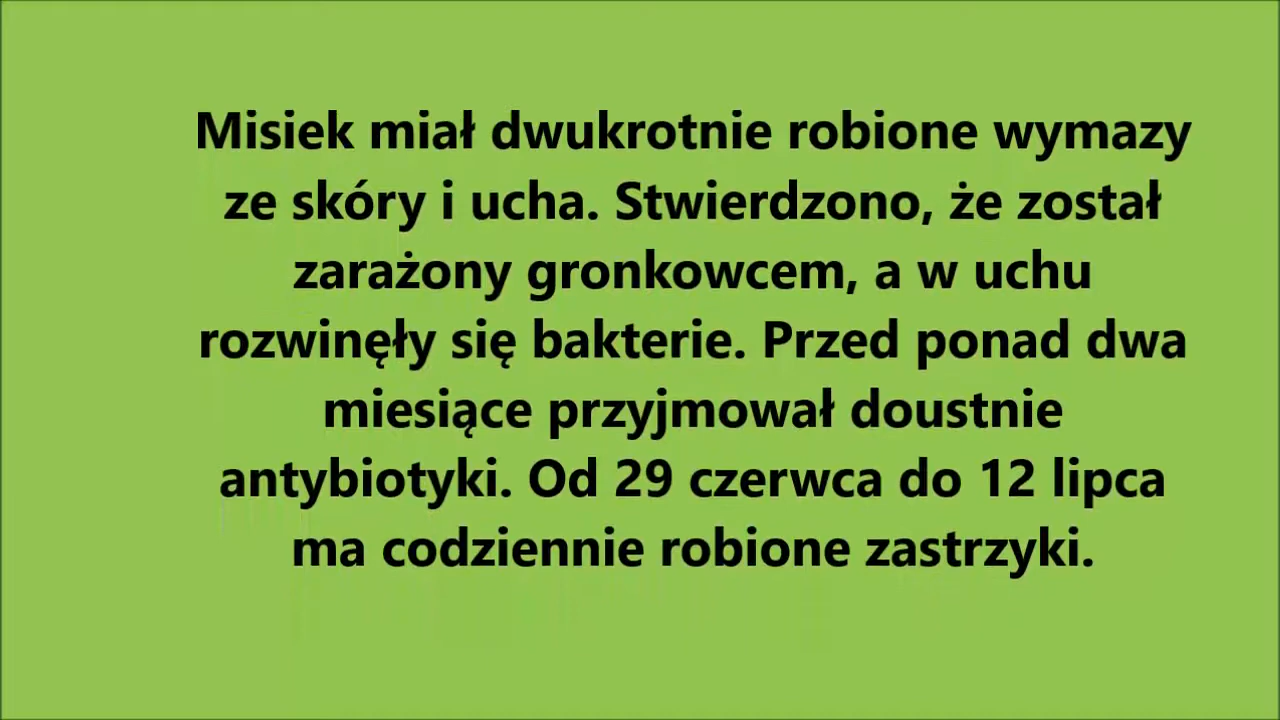 Misiek miał dwukrotnie robione wymazy
ze skóry i ucha. Stwierdzono, że został
zarażony gronkowcem, a w uchu
rozwinęły się bakterie. Przed ponad dwa
miesiące przyjmował doustnie
antybiotyki. Od 29 czerwca do 12 lipca
ma codziennie robione zastrzyki.